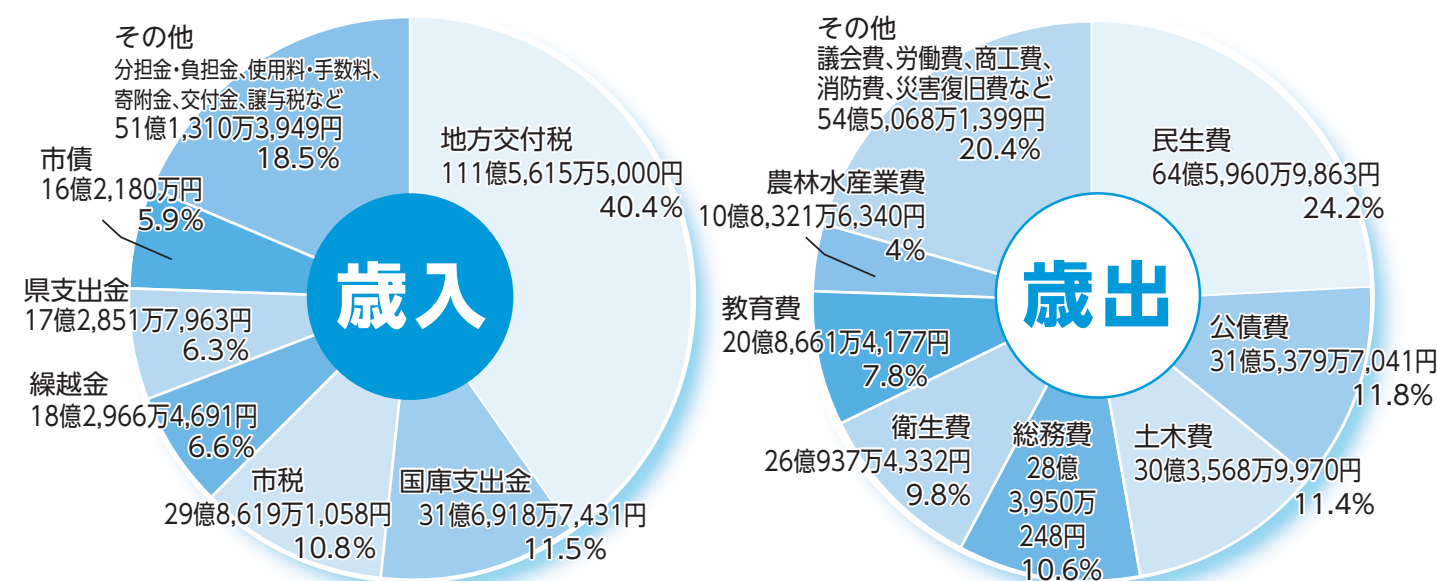 歳入
地方交付税
111億5,615万5,000円
40.4%
国庫支出金
31億6,918万7,431円
11.5%
市税
29億8,619万1,058円
10.8%
繰越金
18億2,966万4,691円
6.6%
県支出金
17億2,851万7,963円
6.3%
市債
16億2,180万円
5.9%
その他
分担金・負担金、使用料・手数料、
寄附金、交付金、譲与税など
51億1,310万3,949円
18.5%
歳出
民生費
64億5,960万9,863円
24.2%
公債費
31億5,379万7,041円
11.8%
土木費
30億3,568万9,970円
11.4%
総務費
28億
3,950万
248円
10.6%
衛生費
26億937万4,332円
9.8%
教育費
20億8,661万4,177円
7.8%
農林水産業費
10億8,321万6,340円
4%
その他
議会費、労働費、商工費、
消防費、災害復旧費など
54億5,068万1,399円
20.4%